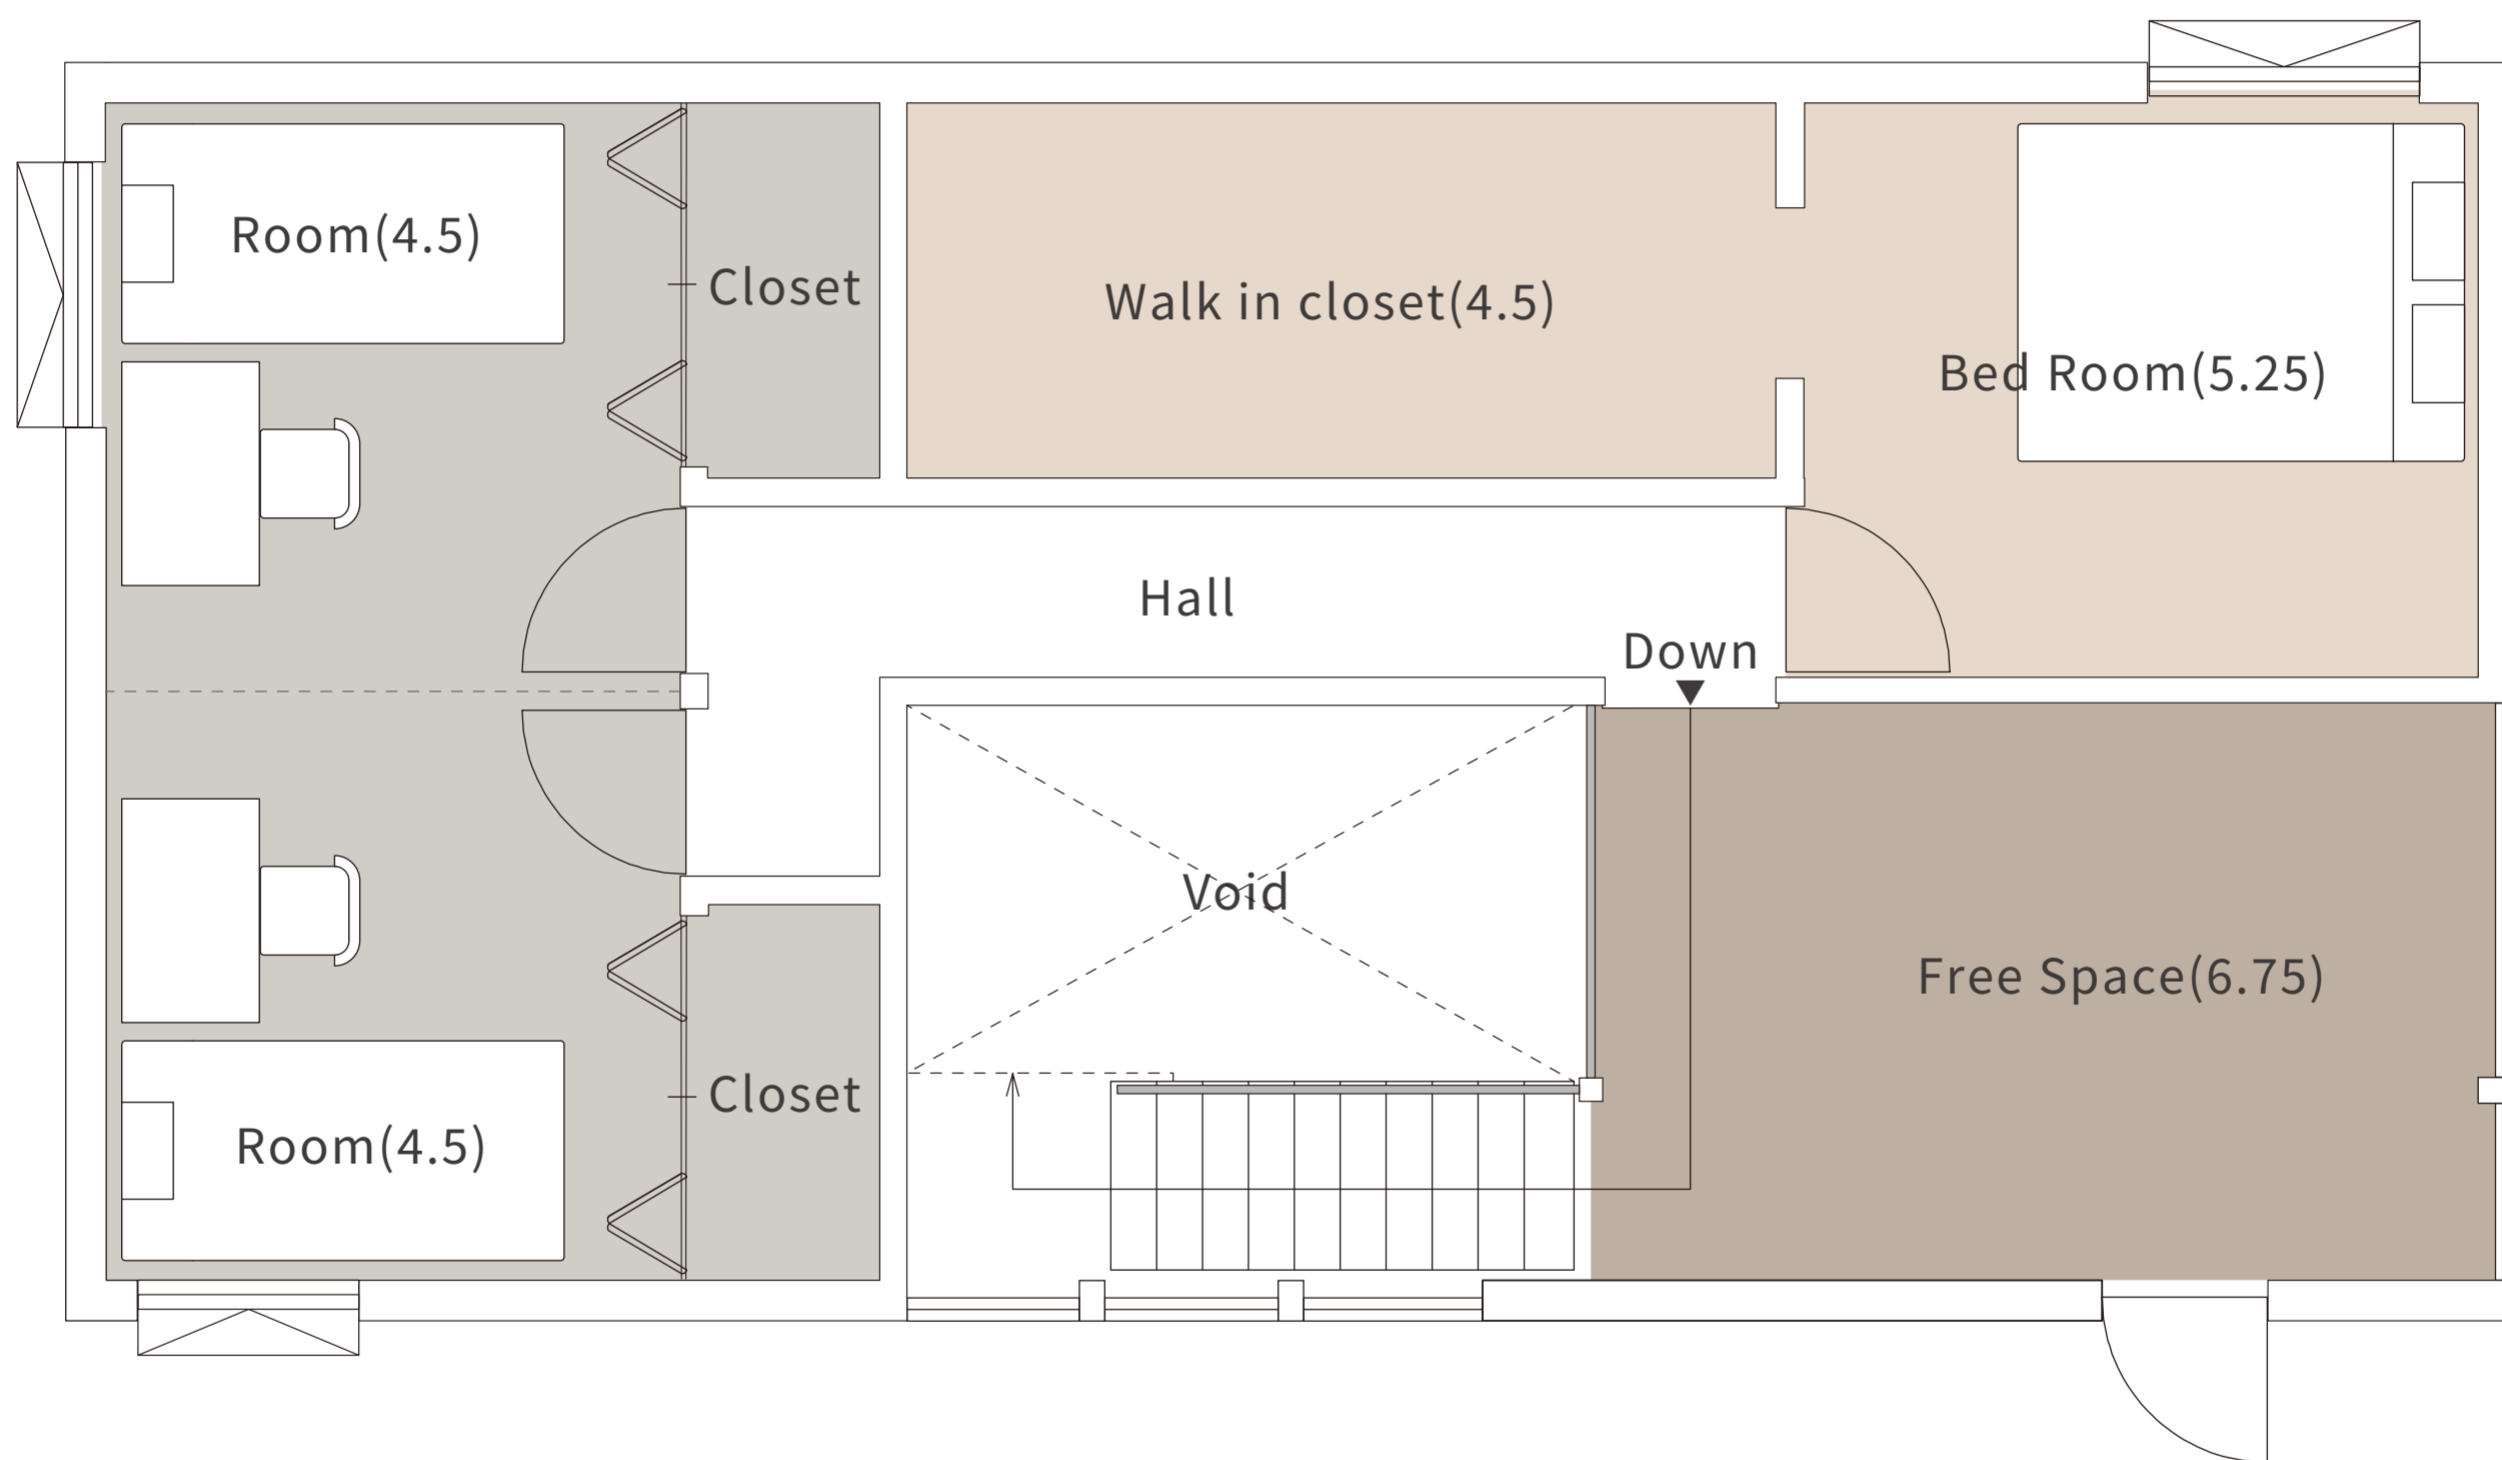 Room(4.5)
Closet
Walk in closet(4.5)
Bed Room(5.25)
Hall
Down
Void
Free Space(6.75)
Closet
Room(4.5)